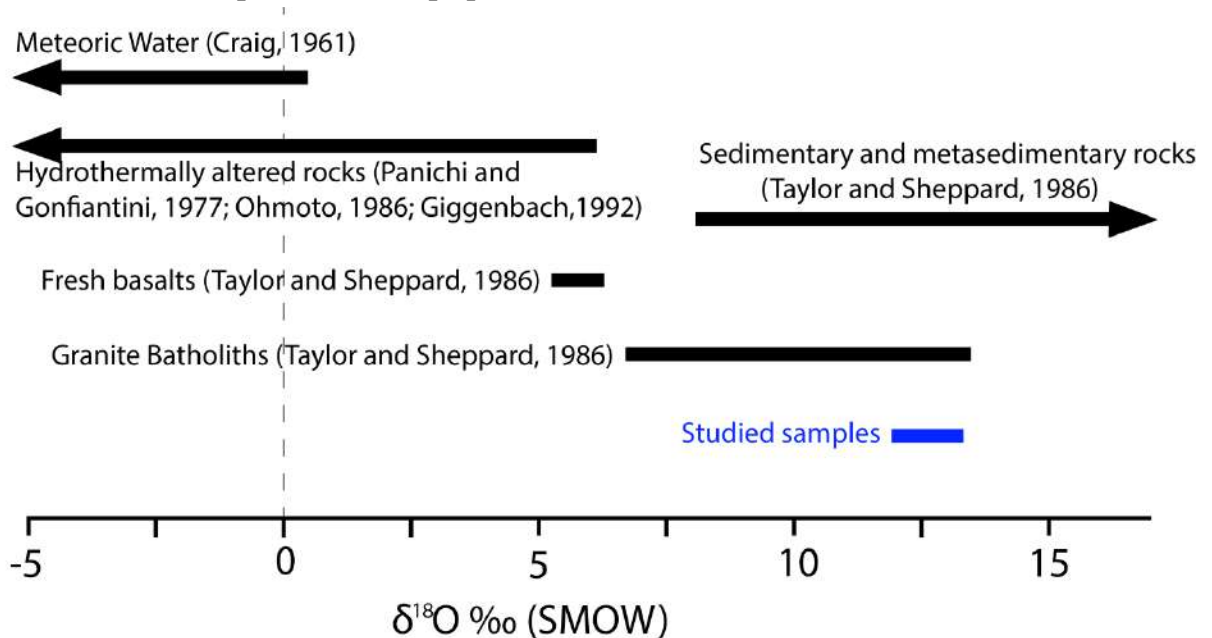 Meteoric Water (Craig, 1961)
Hydrothermally altered rocks (Panichi and
Gonfiantini, 1977; Ohmoto, 1986; Giggenbach,1992)
Sedimentary and metasedimentary rocks
(Taylor and Sheppard, 1986)
Fresh basalts (Taylor and Sheppard, 1986)
Granite Batholiths (Taylor and Sheppard, 1986)
Studied samples
-5 0 5 10 15
δ¹⁸O ‰ (SMOW)